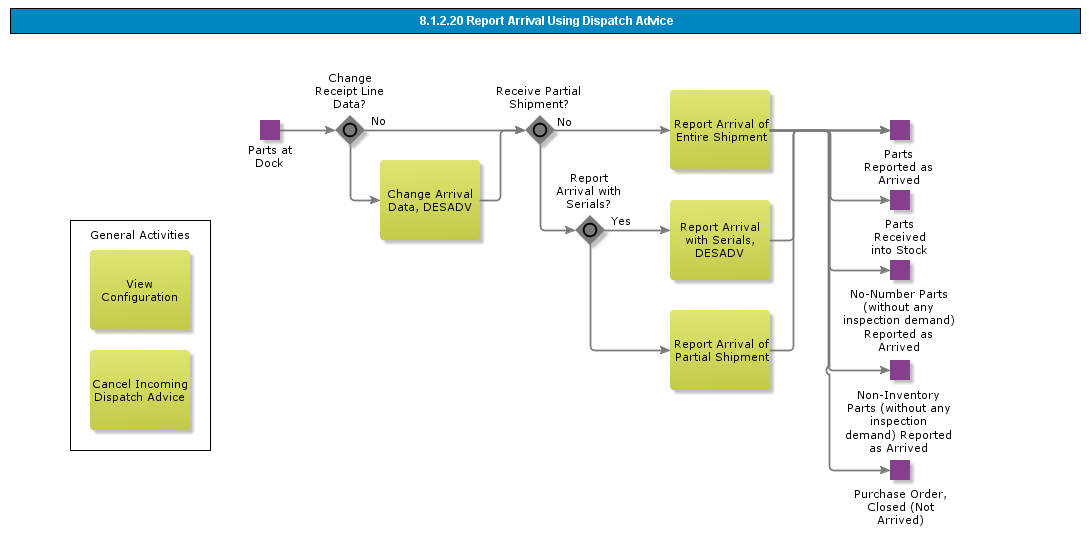 8.1.2.20 Report Arrival Using Dispatch Advice
Change
Receipt Line
Data?
No
Parts at
Dock
Change Arrival
Data, DESADV
Receive Partial
Shipment?
No
Report
Arrival with
Serials?
Yes
Report Arrival of
Entire Shipment
Report Arrival
with Serials,
DESADV
Report Arrival of
Partial Shipment
Parts
Reported as
Arrived
Parts
Received
into Stock
No-Number Parts
(without any
inspection demand)
Reported as
Arrived
Non-Inventory
Parts (without any
inspection
demand) Reported
as Arrived
Purchase Order,
Closed (Not
Arrived)
General Activities
View
Configuration
Cancel Incoming
Dispatch Advice